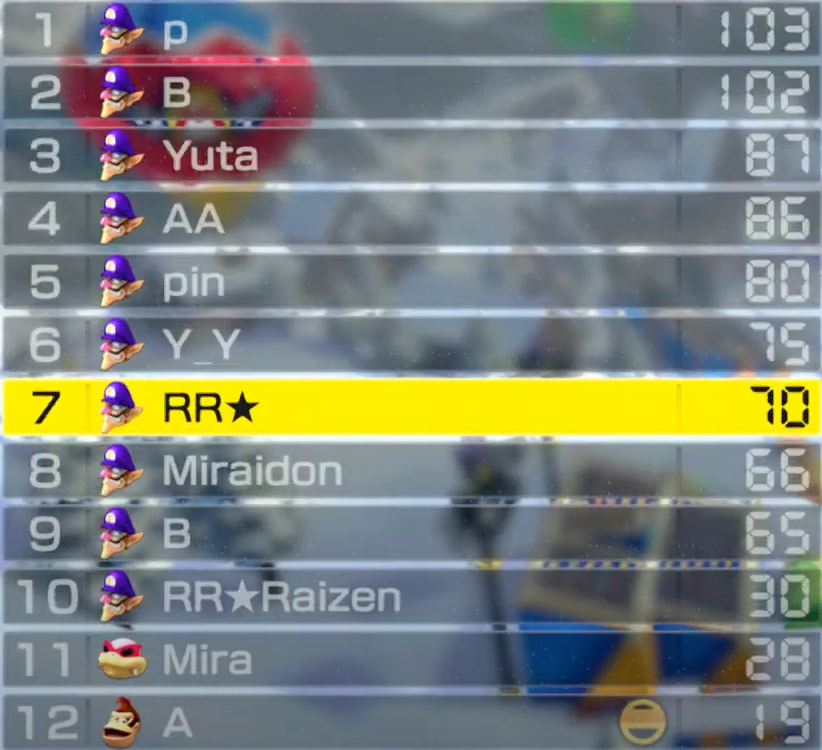 1 p 103
2 B 102
3 Yuta 87
4 AA 86
5 pin 80
6 Y_Y 75
7 RR★ 70
8 Miraidon 66
9 B 65
10 RR★Raizen 30
11 Mira 28
12 A 19